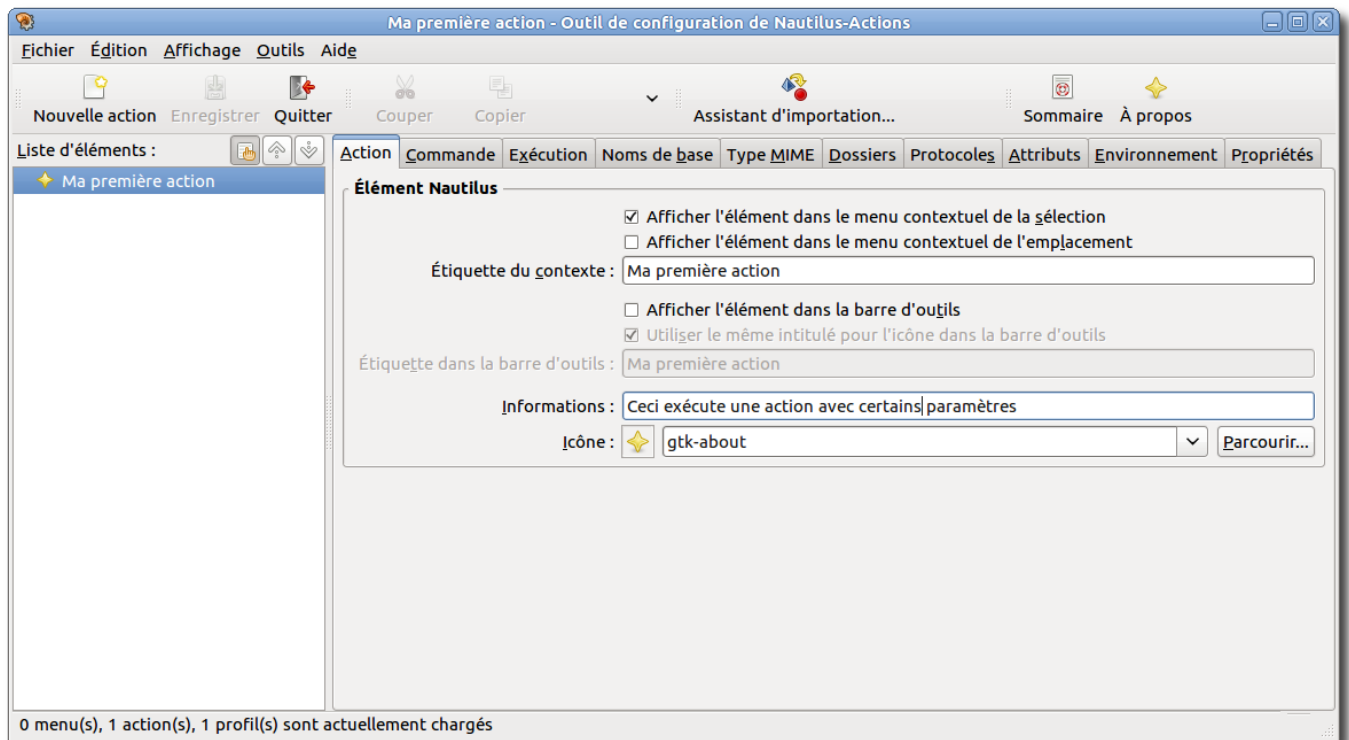 Ma première action - Outil de configuration de Nautilus-Actions
Fichier Édition Affichage Outils Aide
Nouvelle action Enregistrer Quitter Couper Copier Assistant d'importation... Sommaire À propos
Liste d'éléments :
Ma première action
Action Commande Exécution Noms de base Type MIME Dossiers Protocoles Attributs Environnement Propriétés
Élément Nautilus
Afficher l'élément dans le menu contextuel de la sélection
Afficher l'élément dans le menu contextuel de l'emplacement
Étiquette du contexte : Ma première action
Afficher l'élément dans la barre d'outils
Utiliser le même intitulé pour l'icône dans la barre d'outils
Étiquette dans la barre d'outils : Ma première action
Informations : Ceci exécute une action avec certains paramètres
Icône : gtk-about Parcourir...
0 menu(s), 1 action(s), 1 profil(s) sont actuellement chargés